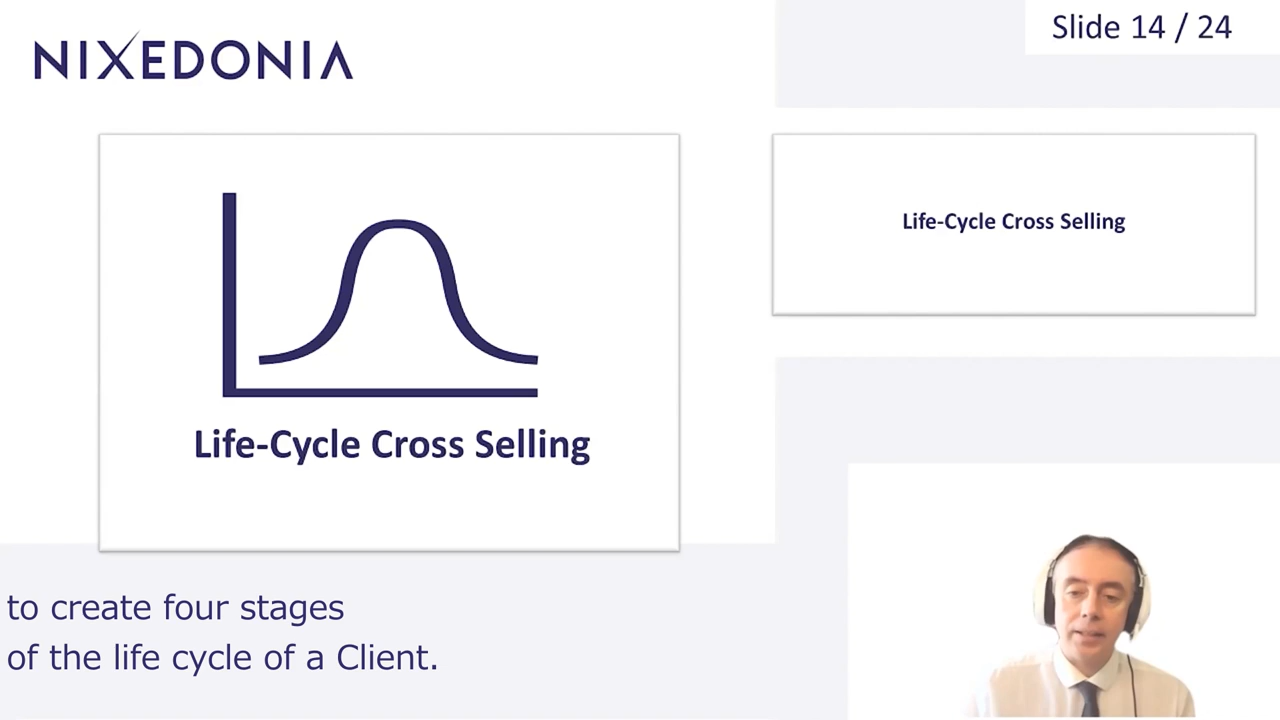 NIXEDONIA
Slide 14 / 24
Life-Cycle Cross Selling
Life-Cycle Cross Selling
to create four stages
of the life cycle of a Client.